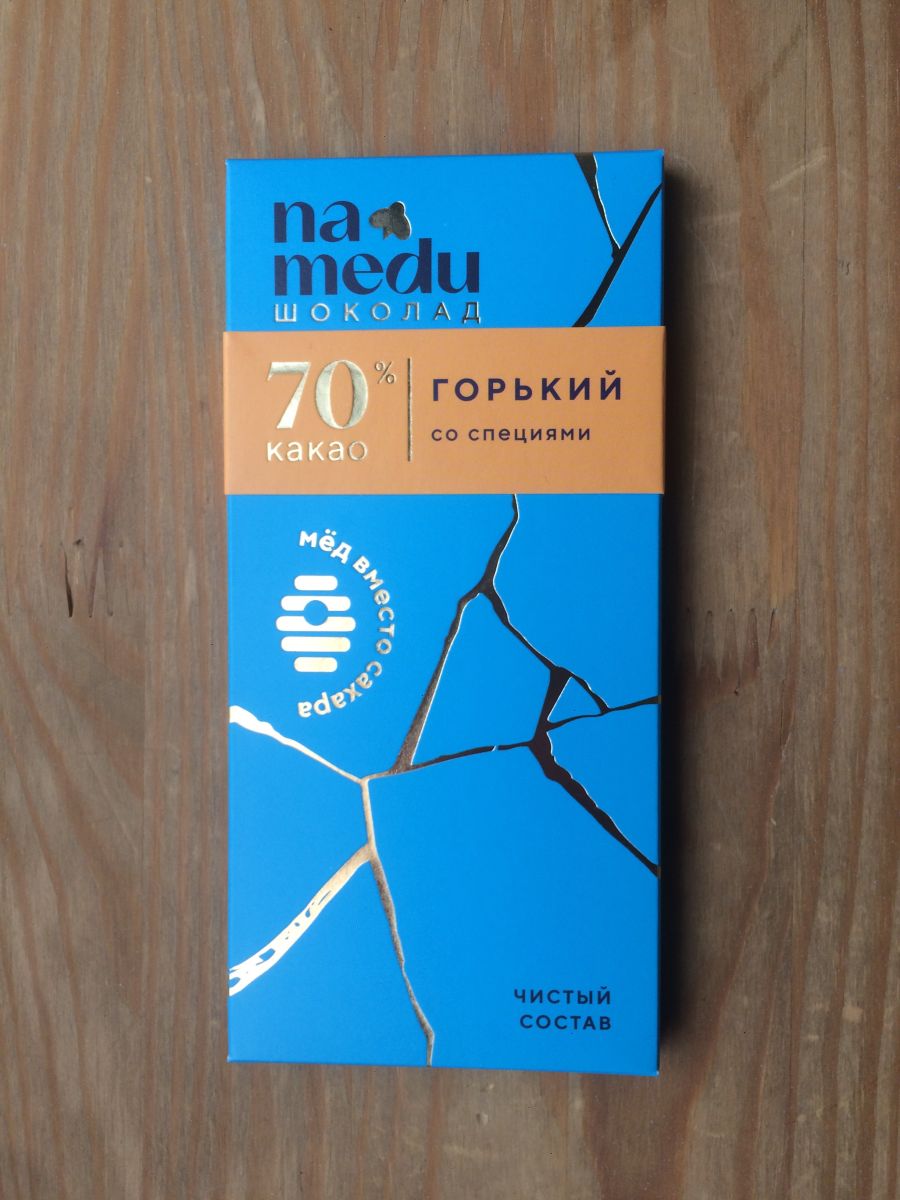 na
medu
ШОКОЛАД
70%
какао
ГОРЬКИЙ
со специями
мёд вместо сахара
ЧИСТЫЙ
СОСТАВ